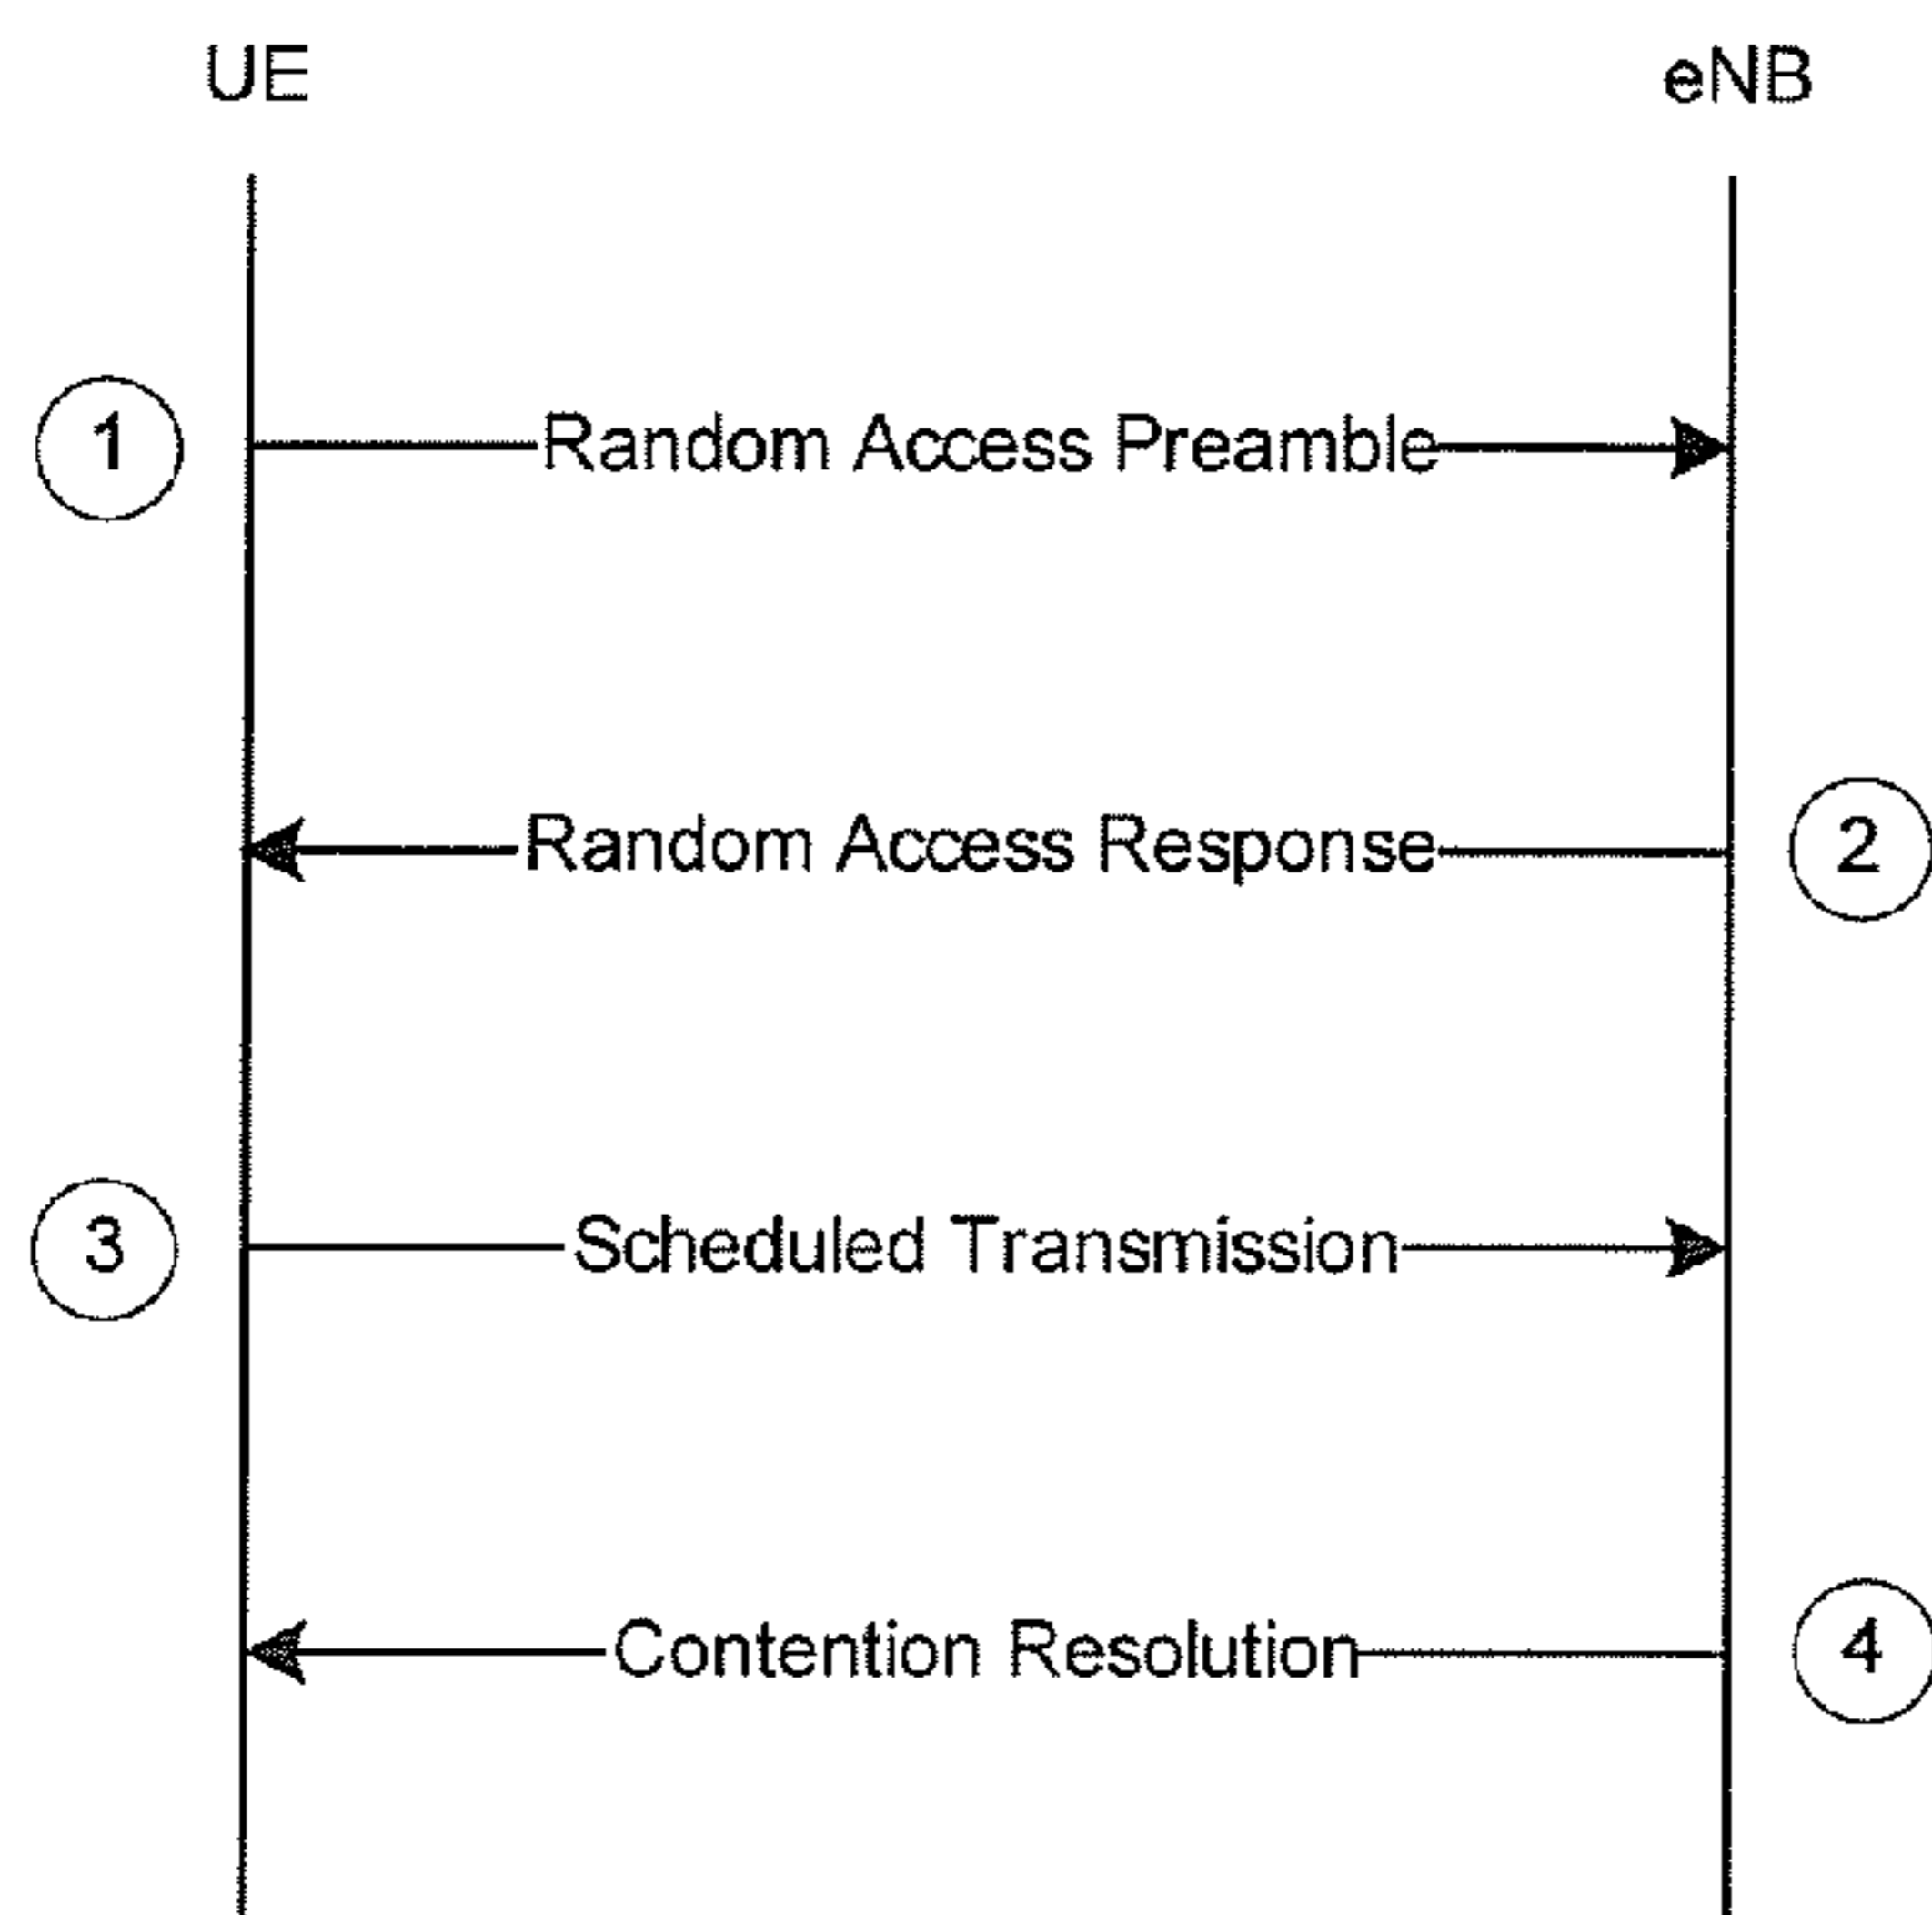 UE eNB
1 Random Access Preamble
Random Access Response 2
3 Scheduled Transmission
Contention Resolution 4